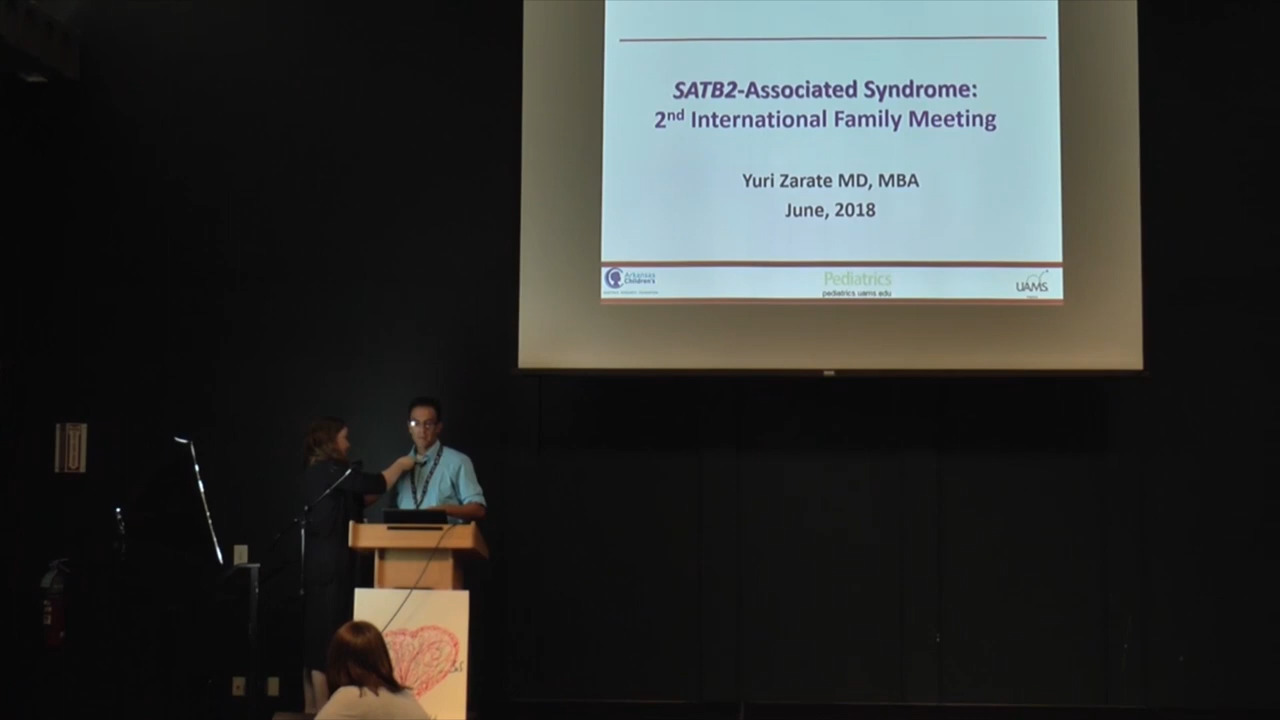 SATB2-Associated Syndrome:
2nd International Family Meeting
Yuri Zarate MD, MBA
June, 2018
Arkansas
Children's
Pediatrics
pediatrics.uams.edu
UAMS